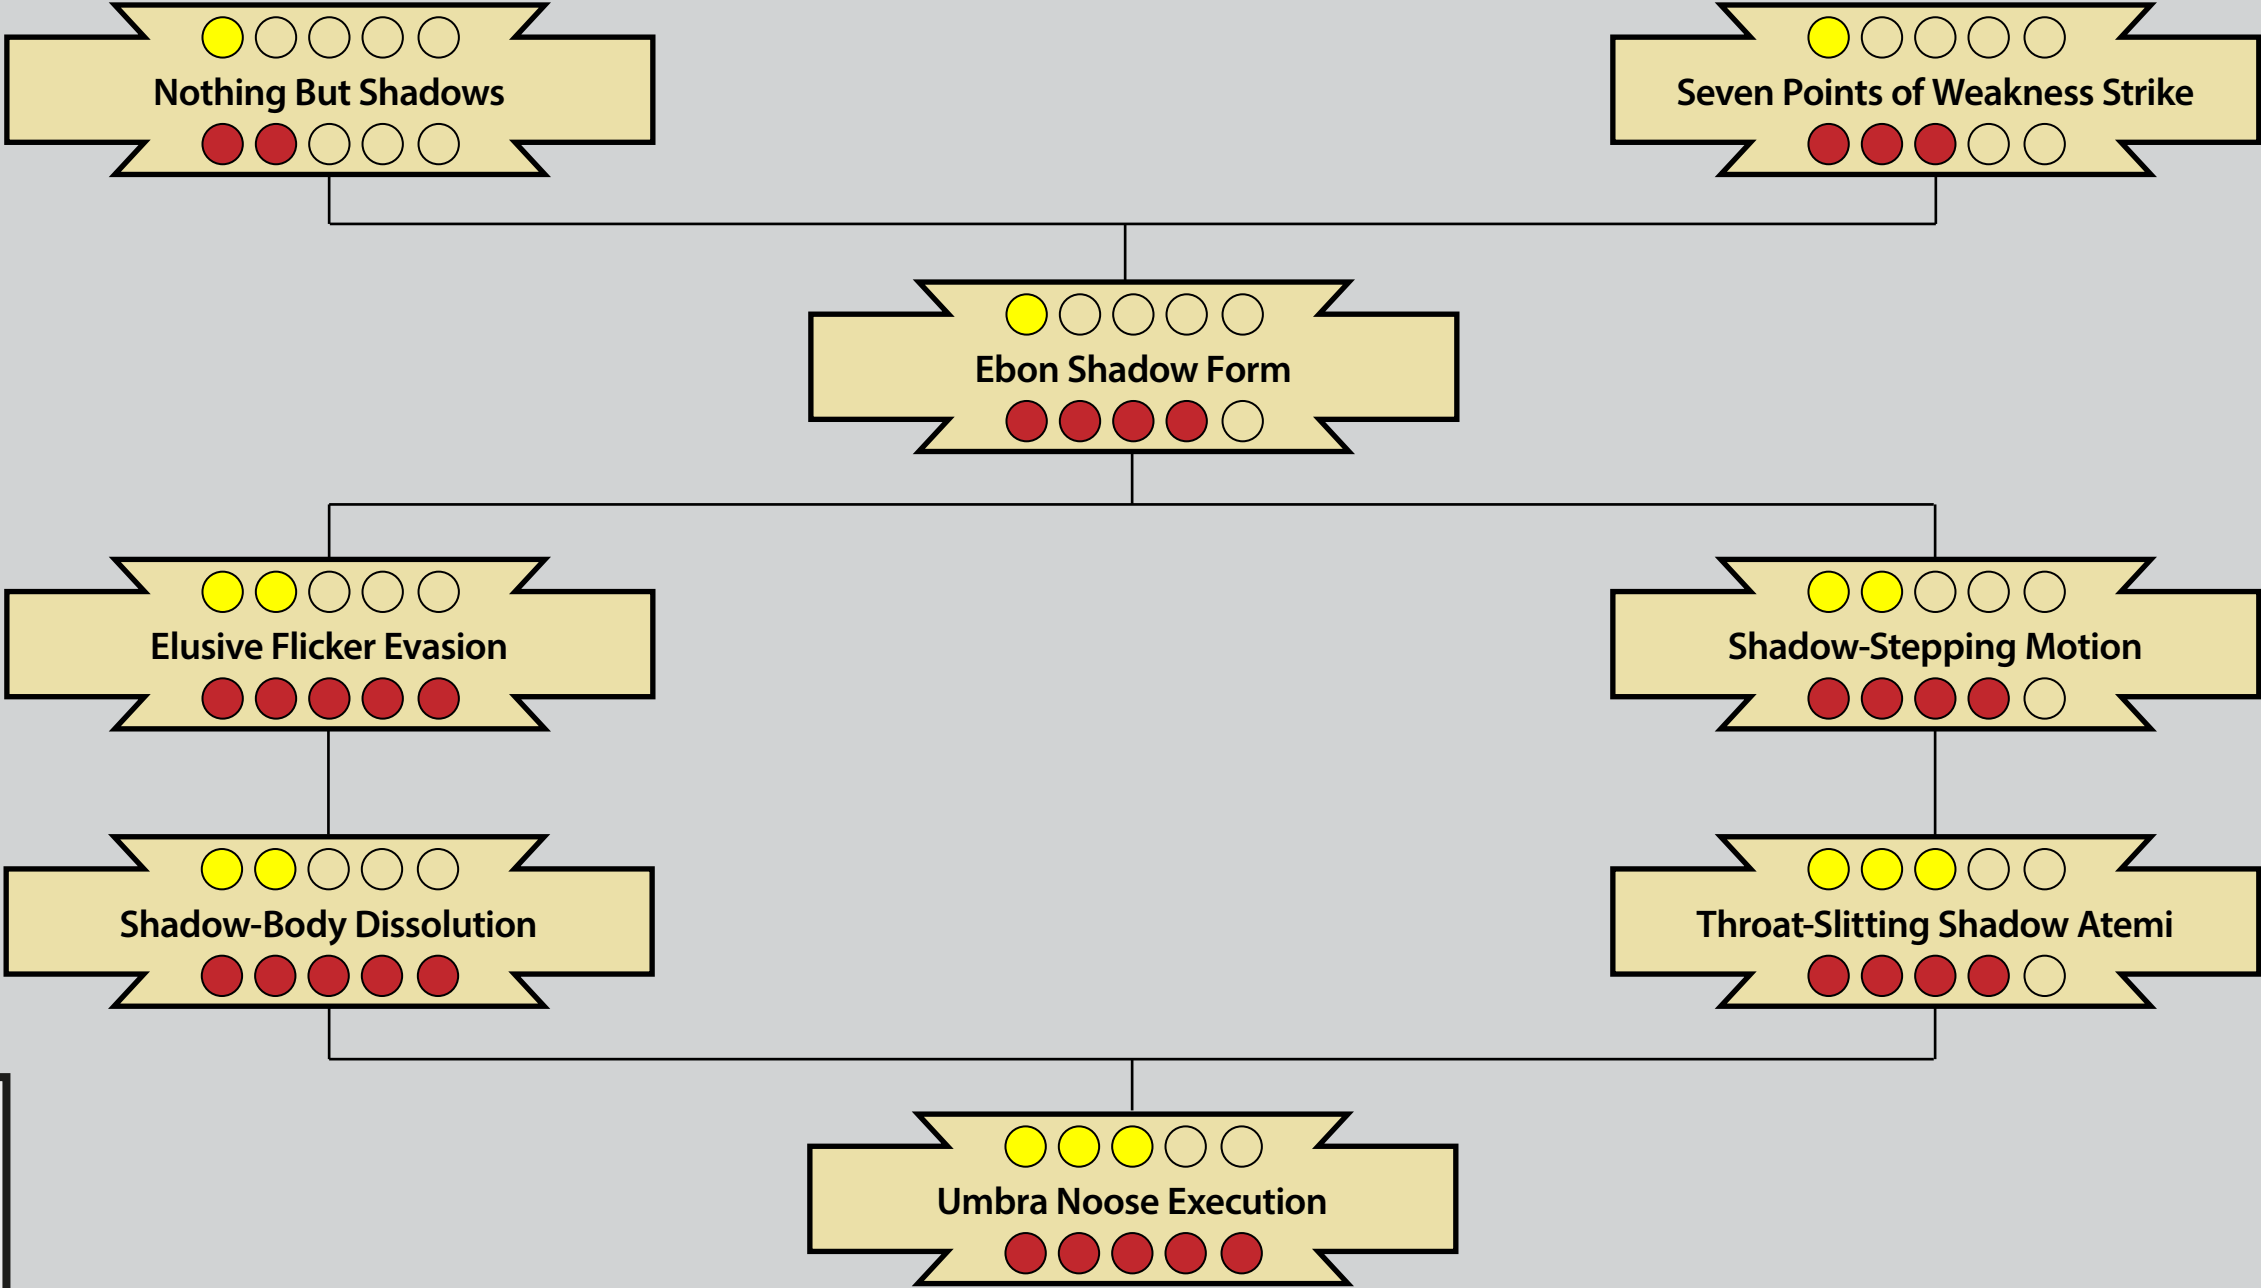 Nothing But Shadows
Seven Points of Weakness Strike
Ebon Shadow Form
Elusive Flicker Evasion
Shadow-Stepping Motion
Shadow-Body Dissolution
Throat-Slitting Shadow Atemi
Umbra Noose Execution